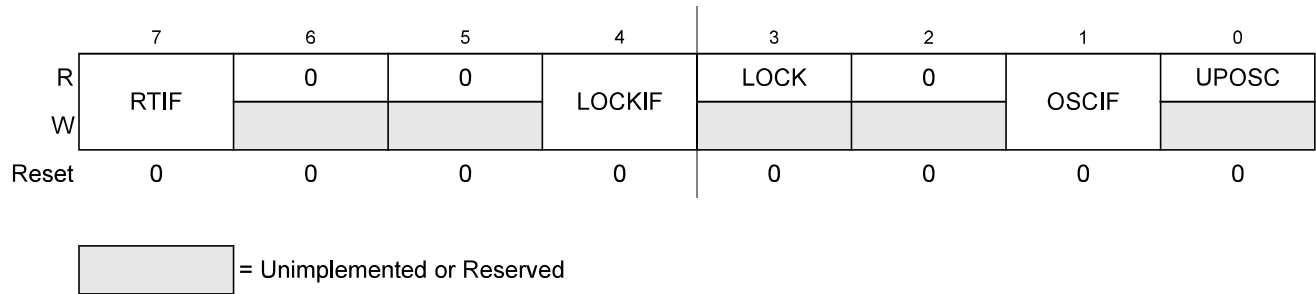 7 6 5 4 3 2 1 0
R RTIF 0 0 LOCKIF LOCK 0 OSCIF UPOSC
W
Reset 0 0 0 0 0 0 0 0
= Unimplemented or Reserved